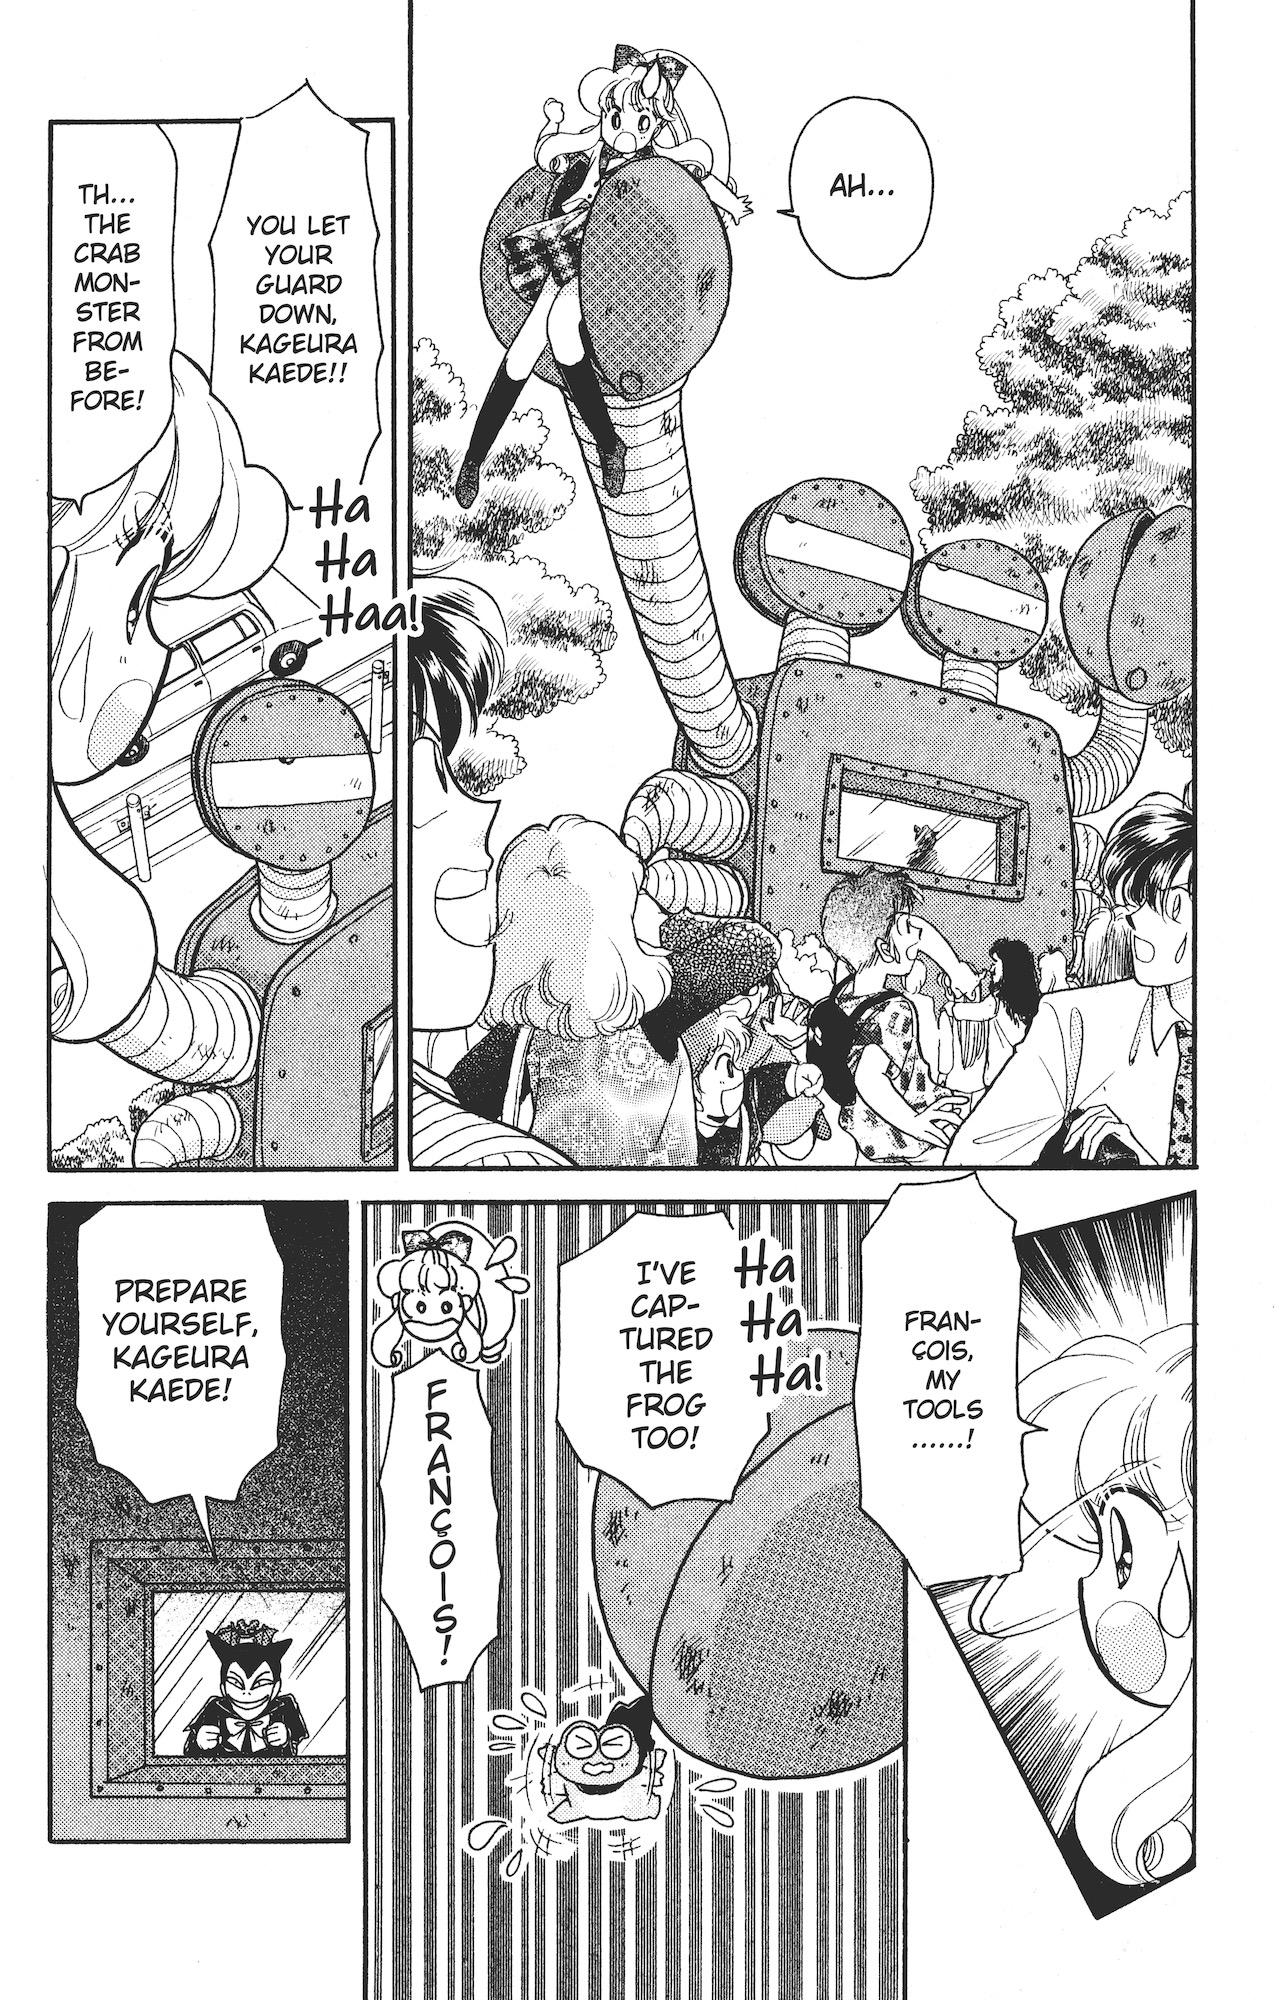 AH...
YOU LET
YOUR
GUARD
DOWN,
KAGEURA
KAEDE!!
Ha
Ha
Haa!
TH...
THE
CRAB
MON-
STER
FROM
BE-
FORE!
FRAN-
ÇOIS,
MY
TOOLS
......!
I'VE
CAP-
TURED
THE
FROG
TOO!
Ha
Ha
Ha!
FRANÇOIS!
PREPARE
YOURSELF,
KAGEURA
KAEDE!